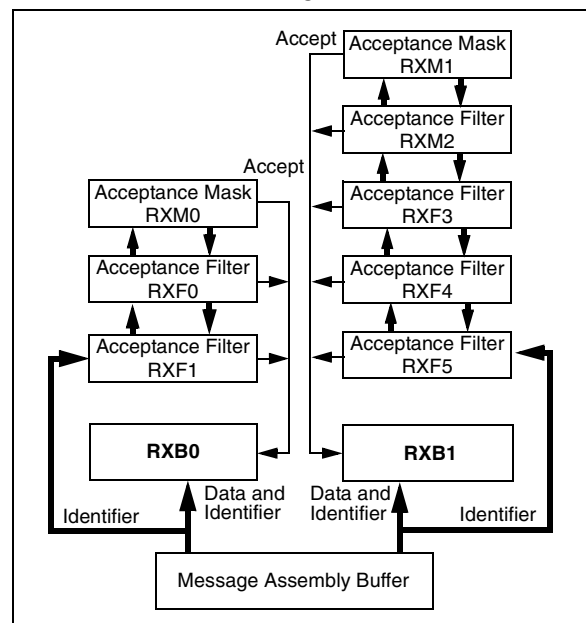 Accept
Acceptance Mask
RXM1
Acceptance Filter
RXM2
Accept
Acceptance Mask
RXM0
Acceptance Filter
RXF3
Acceptance Filter
RXF0
Acceptance Filter
RXF4
Acceptance Filter
RXF1
Acceptance Filter
RXF5
RXB0
RXB1
Identifier
Data and
Identifier
Data and
Identifier
Identifier
Message Assembly Buffer